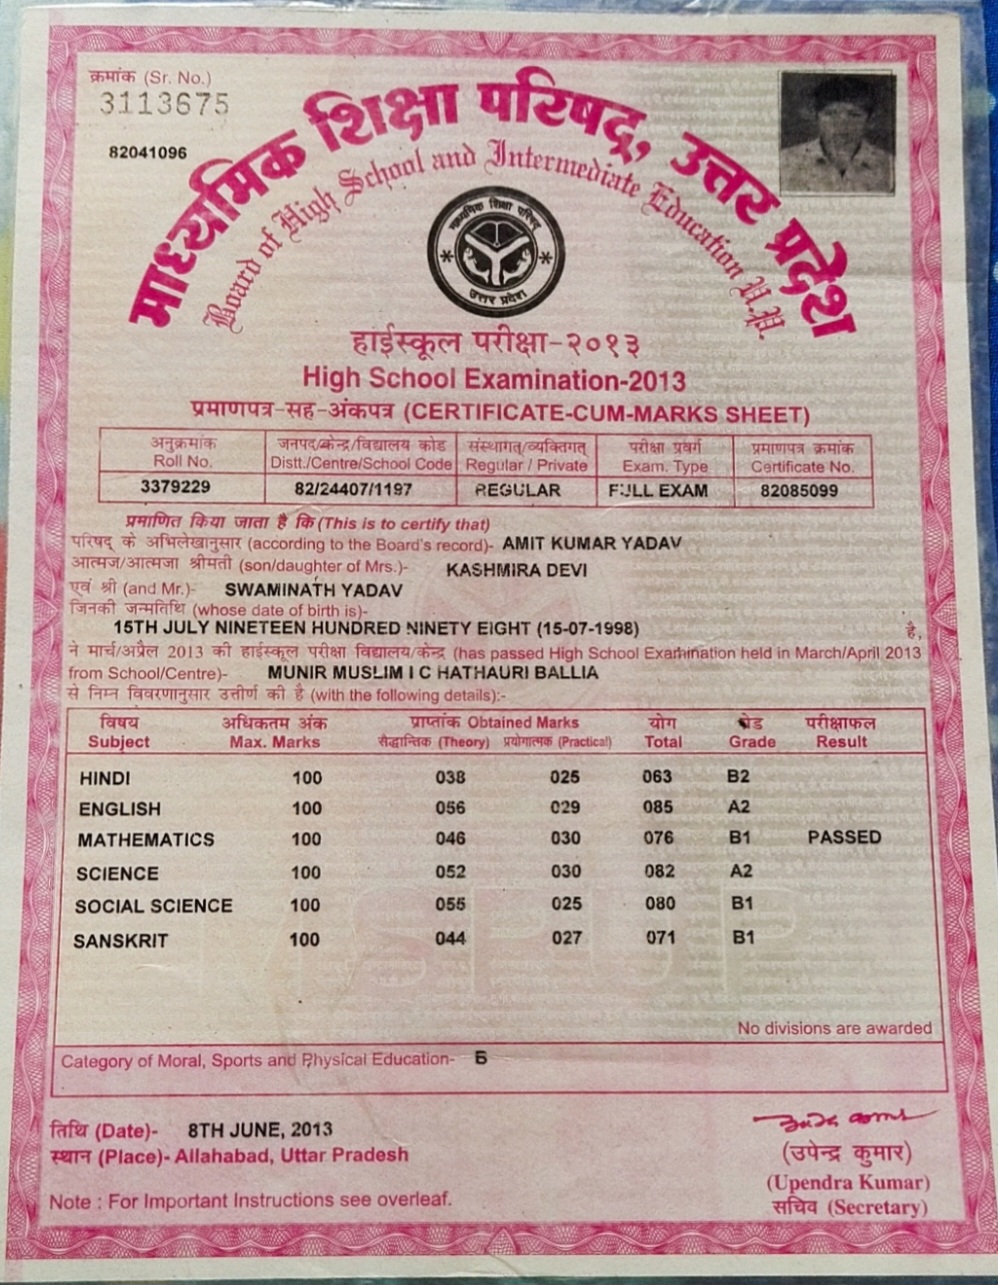 क्रमांक (Sr. No.)
3113675
82041096
माध्यमिक शिक्षा परिषद्, उत्तर प्रदेश
Board of High School and Intermediate Education U.P.
माध्यमिक शिक्षा परिषद्
उत्तर प्रदेश
हाईस्कूल परीक्षा-२०१३
High School Examination-2013
प्रमाणपत्र-सह-अंकपत्र (CERTIFICATE-CUM-MARKS SHEET)
अनुक्रमांक जनपद/केन्द्र/विद्यालय कोड संस्थागत्/व्यक्तिगत् परीक्षा प्रवर्ग प्रमाणपत्र क्रमांक
Roll No. Distt./Centre/School Code Regular / Private Exam. Type Certificate No.
3379229 82/24407/1197 REGULAR FULL EXAM 82085099
प्रमाणित किया जाता है कि (This is to certify that)
परिषद् के अभिलेखानुसार (according to the Board's record)- AMIT KUMAR YADAV
आत्मज/आत्मजा श्रीमती (son/daughter of Mrs.)- KASHMIRA DEVI
एवं श्री (and Mr.)- SWAMINATH YADAV
जिनकी जन्मतिथि (whose date of birth is)-
15TH JULY NINETEEN HUNDRED NINETY EIGHT (15-07-1998) है,
ने मार्च/अप्रैल 2013 की हाईस्कूल परीक्षा विद्यालय/केन्द्र (has passed High School Examination held in March/April 2013
from School/Centre)- MUNIR MUSLIM I C HATHAURI BALLIA
से निम्न विवरणानुसार उत्तीर्ण की है (with the following details):-
विषय अधिकतम अंक प्राप्तांक Obtained Marks योग ग्रेड परीक्षाफल
Subject Max. Marks सैद्धान्तिक (Theory) प्रयोगात्मक (Practical) Total Grade Result
HINDI 100 038 025 063 B2
ENGLISH 100 056 029 085 A2
MATHEMATICS 100 046 030 076 B1 PASSED
SCIENCE 100 052 030 082 A2
SOCIAL SCIENCE 100 055 025 080 B1
SANSKRIT 100 044 027 071 B1
No divisions are awarded
Category of Moral, Sports and Physical Education- B
तिथि (Date)- 8TH JUNE, 2013
स्थान (Place)- Allahabad, Uttar Pradesh
(उपेन्द्र कुमार)
(Upendra Kumar)
सचिव (Secretary)
Note : For Important Instructions see overleaf.